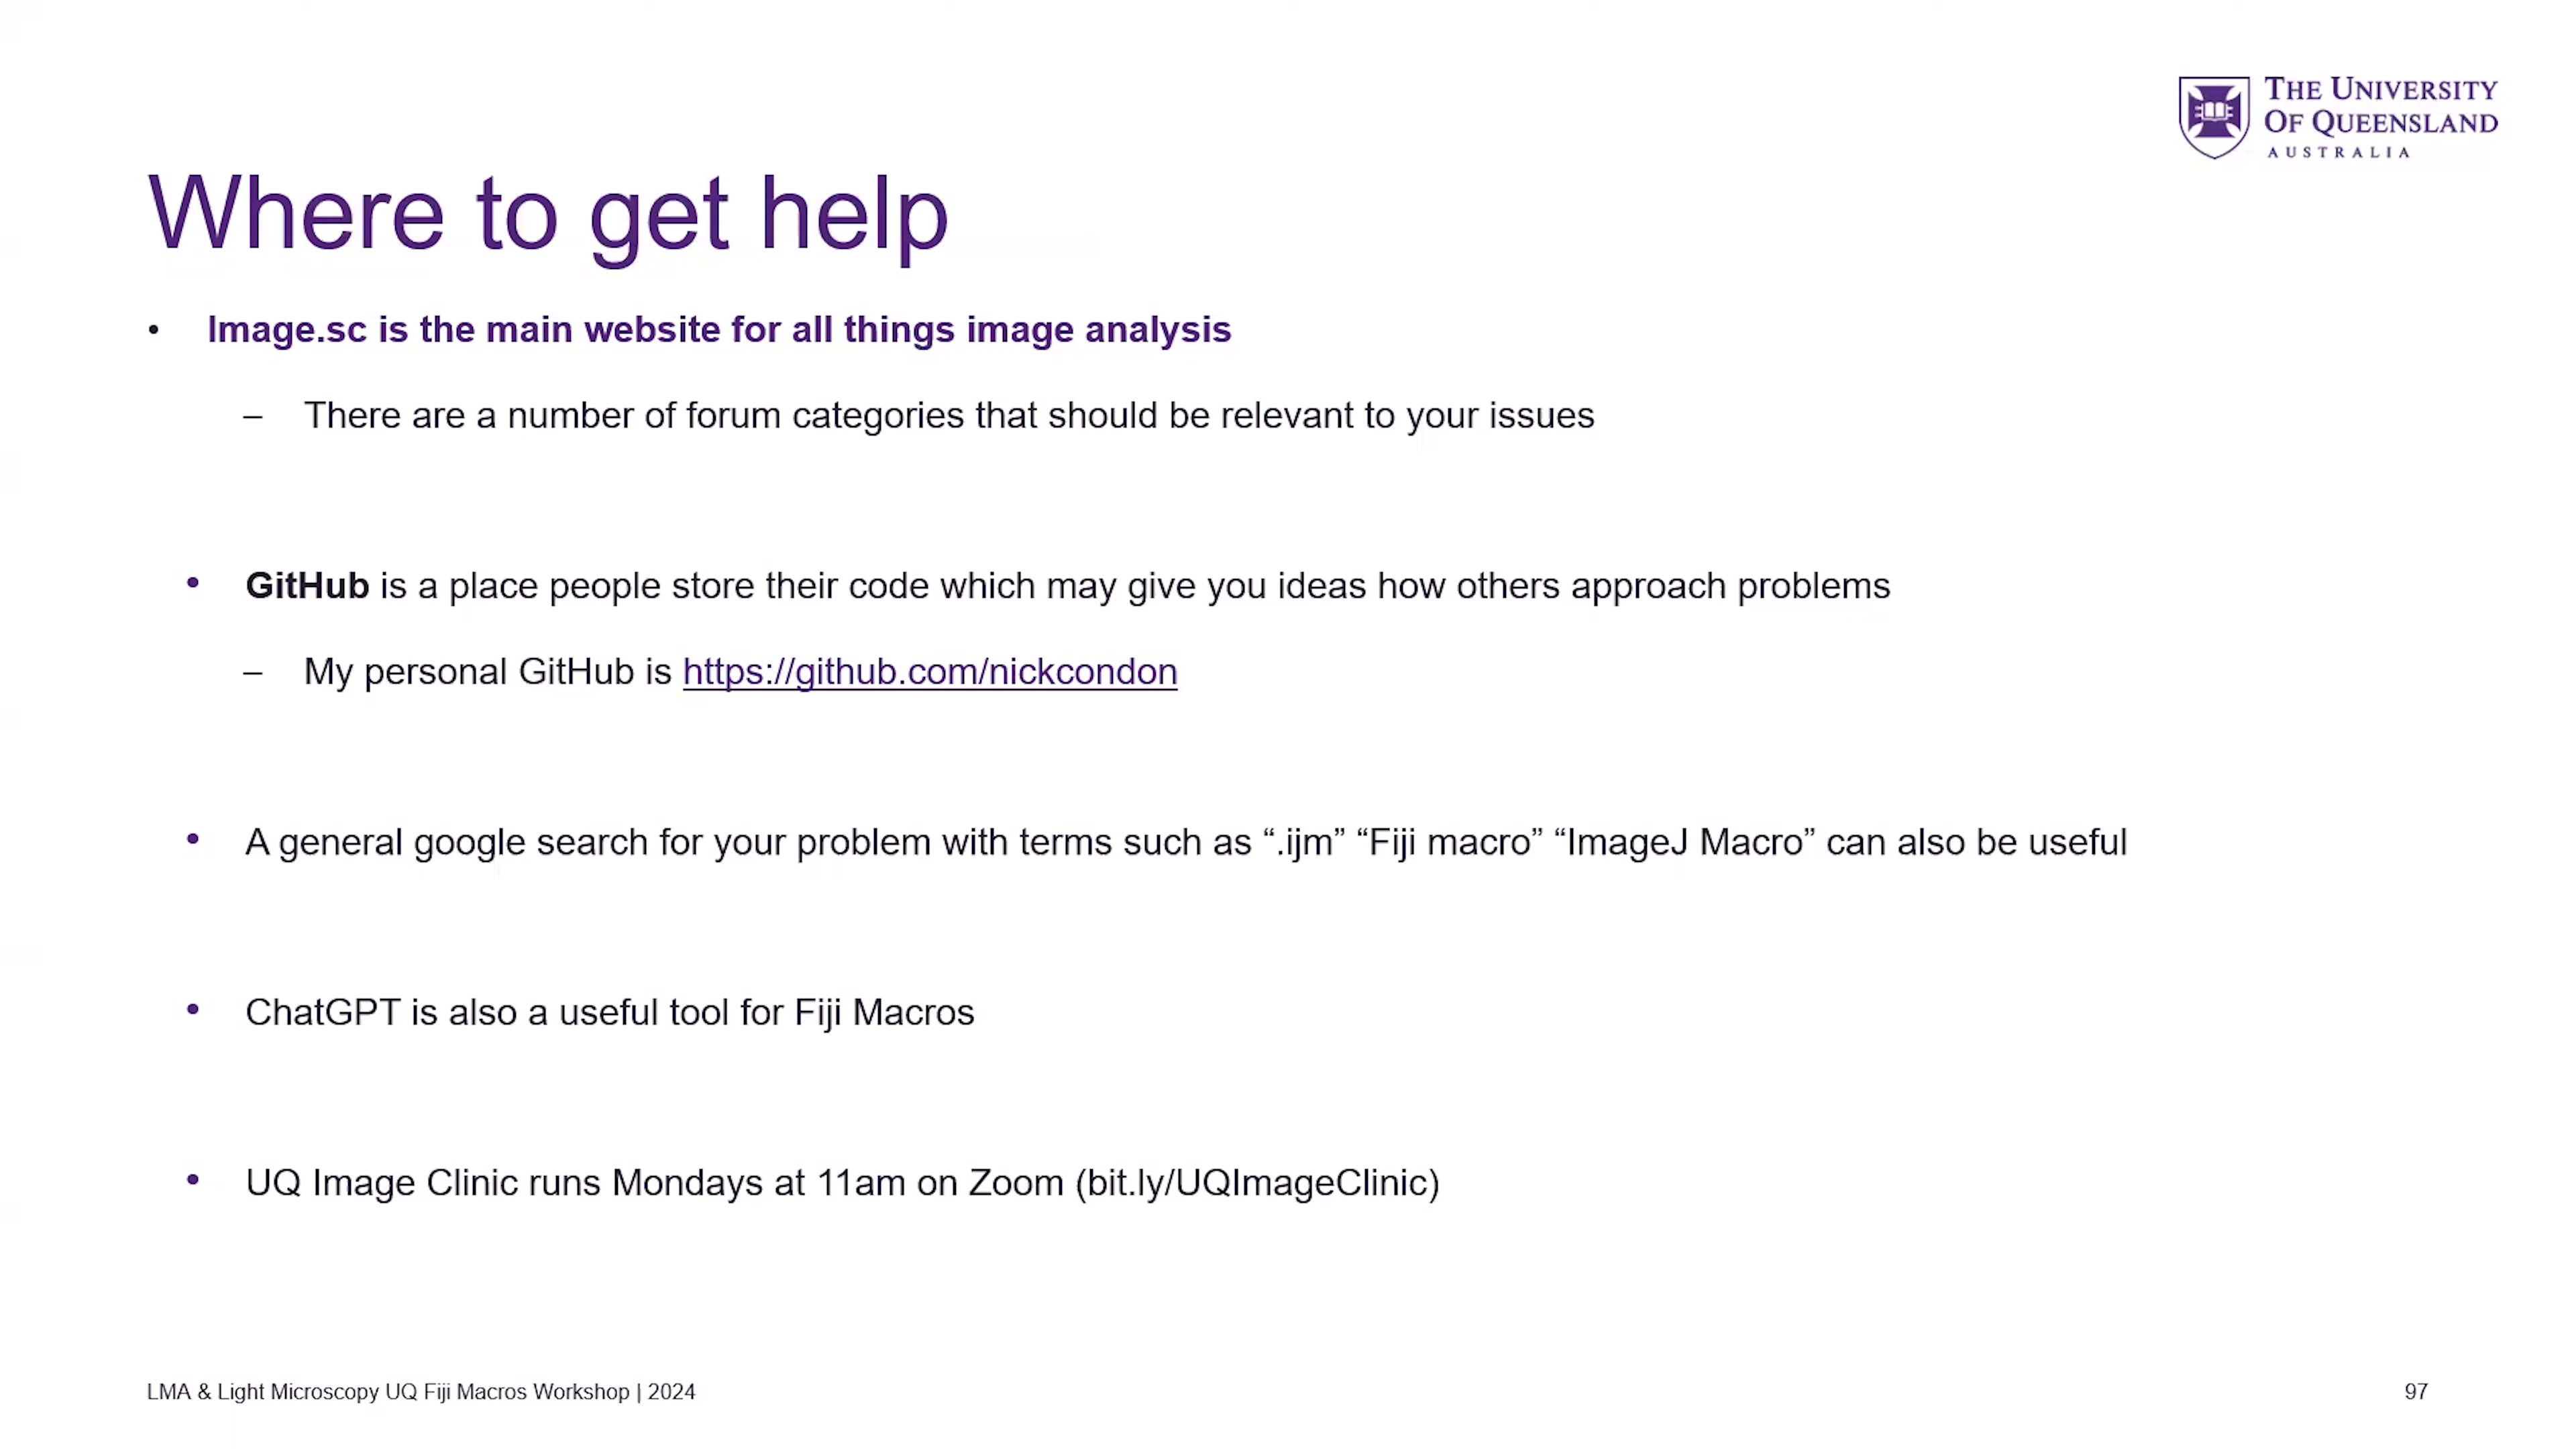 THE UNIVERSITY
OF QUEENSLAND
AUSTRALIA
Where to get help
• Image.sc is the main website for all things image analysis
– There are a number of forum categories that should be relevant to your issues
• GitHub is a place people store their code which may give you ideas how others approach problems
– My personal GitHub is https://github.com/nickcondon
• A general google search for your problem with terms such as “.ijm” “Fiji macro” “ImageJ Macro” can also be useful
• ChatGPT is also a useful tool for Fiji Macros
• UQ Image Clinic runs Mondays at 11am on Zoom (bit.ly/UQImageClinic)
LMA & Light Microscopy UQ Fiji Macros Workshop | 2024
97